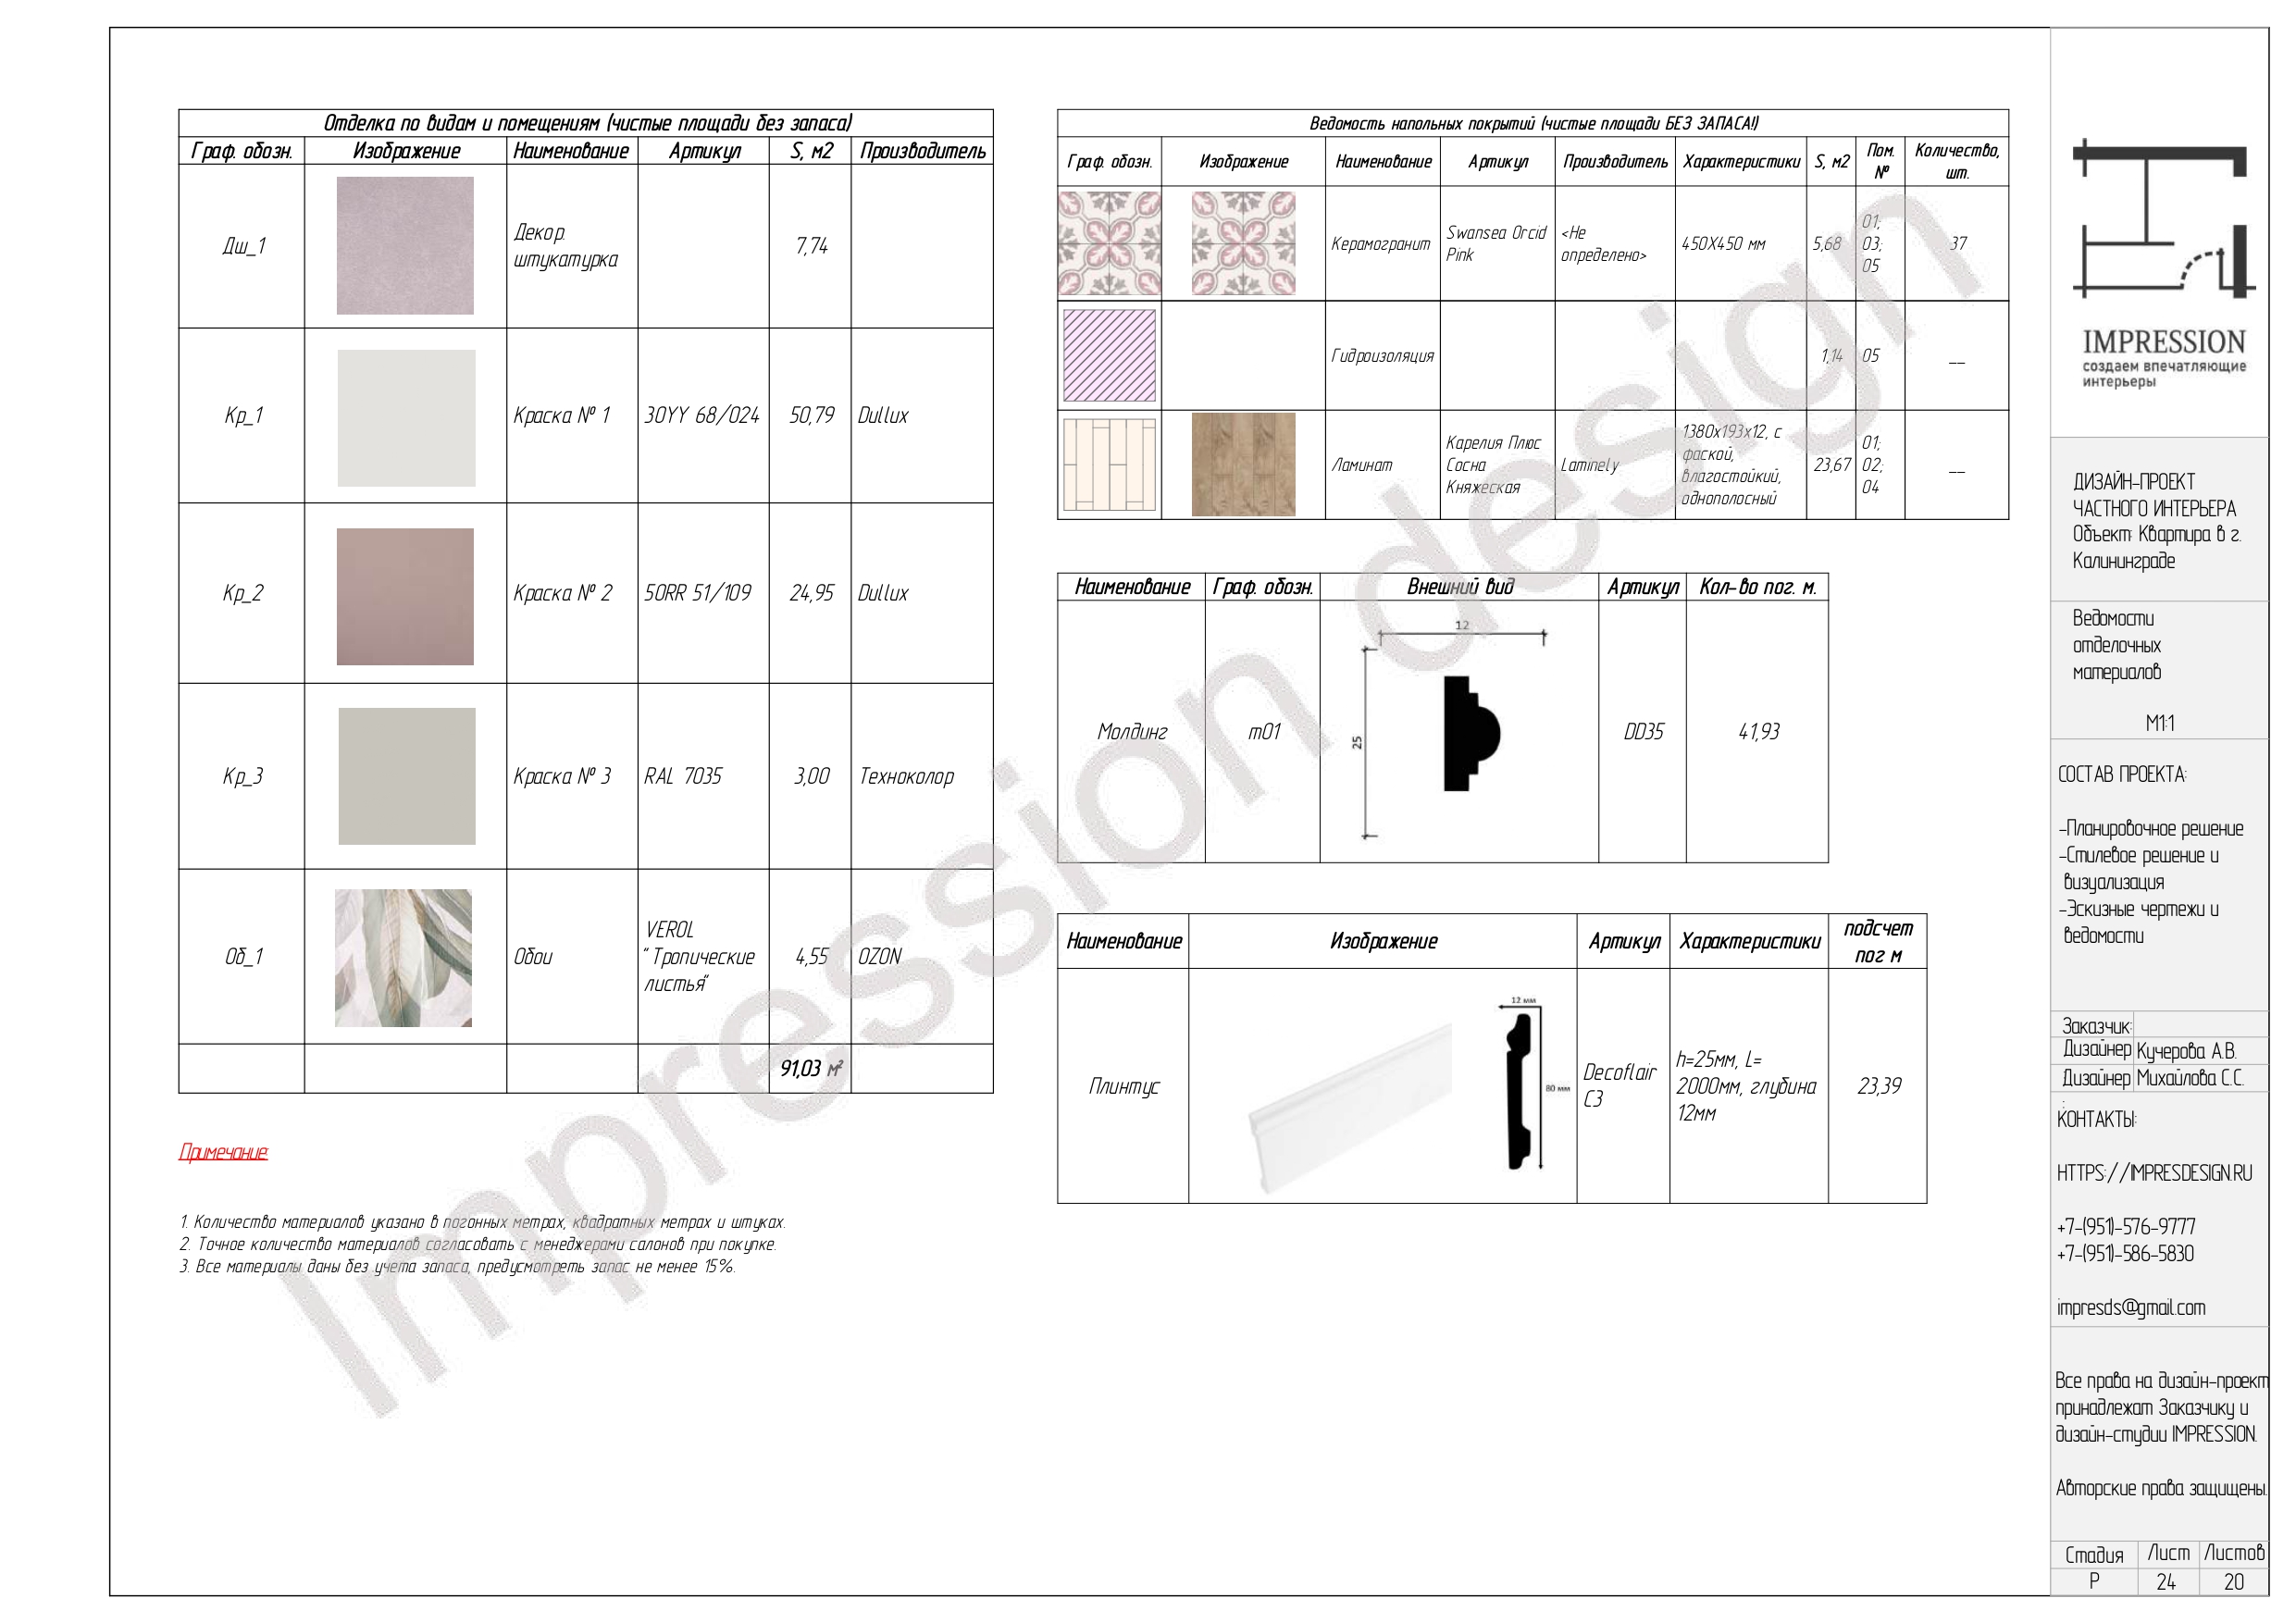 Отделка по видам и помещениям (чистые площади без запаса)
Граф. обозн. Изображение Наименование Артикул S, м2 Производитель
Дш_1 Декор. штукатурка 7,74
Кр_1 Краска № 1 30YY 68/024 50,79 Dullux
Кр_2 Краска № 2 50RR 51/109 24,95 Dullux
Кр_3 Краска № 3 RAL 7035 3,00 Техноколор
Об_1 Обои VEROL "Тропические листья" 4,55 OZON
91,03 м²
Примечание:
1. Количество материалов указано в погонных метрах, квадратных метрах и штуках.
2. Точное количество материалов согласовать с менеджерами салонов при покупке.
3. Все материалы даны без учета запаса, предусмотреть запас не менее 15%.
Ведомость напольных покрытий (чистые площади БЕЗ ЗАПАСА!)
Граф. обозн. Изображение Наименование Артикул Производитель Характеристики S, м2 Пом. № Количество, шт.
Керамогранит Swansea Orcid Pink <Не определено> 450Х450 мм 5,68 01; 03; 05 37
Гидроизоляция 1,14 05 __
Ламинат Карелия Плюс Сосна Княжеская Laminely 1380х193х12, с фаской, влагостойкий, однополосный 23,67 01; 02; 04 __
Наименование Граф. обозн. Внешний вид Артикул Кол-во пог. м.
12
25
Молдинг m01 DD35 41,93
Наименование Изображение Артикул Характеристики подсчет пог м
12 мм
80 мм
Плинтус Decoflair C3 h=25мм, L= 2000мм, глубина 12мм 23,39
Impression design
IMPRESSION
создаем впечатляющие
интерьеры
ДИЗАЙН-ПРОЕКТ
ЧАСТНОГО ИНТЕРЬЕРА
Объект: Квартира в г.
Калининграде
Ведомости
отделочных
материалов
М1:1
СОСТАВ ПРОЕКТА:
-Планировочное решение
-Стилевое решение и
визуализация
-Эскизные чертежи и
ведомости
Заказчик:
Дизайнер Кучерова А.В.
Дизайнер Михайлова С.С.
:
КОНТАКТЫ:
HTTPS://IMPRESDESIGN.RU
+7-(951)-576-9777
+7-(951)-586-5830
impresds@gmail.com
Все права на дизайн-проект
принадлежат Заказчику и
дизайн-студии IMPRESSION.
Авторские права защищены.
Стадия Лист Листов
Р 24 20